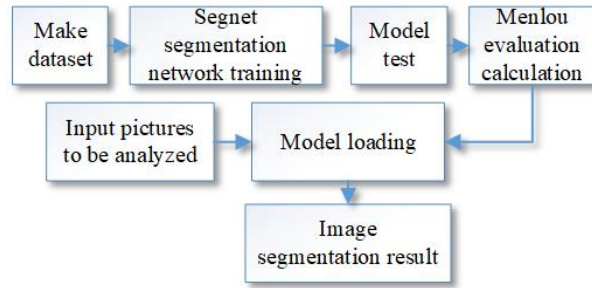 Make
dataset
Segnet
segmentation
network training
Model
test
Menlou
evaluation
calculation
Input pictures
to be analyzed
Model loading
Image
segmentation result